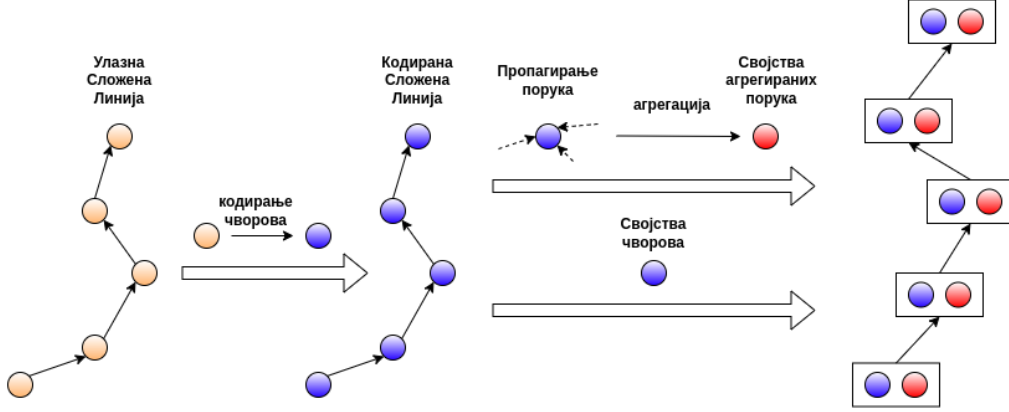 Улазна
Сложена
Линија
кодирање
чворова
Кодирана
Сложена
Линија
Пропагирање
порука
агрегација
Својства
агрегираних
порука
Својства
чворова